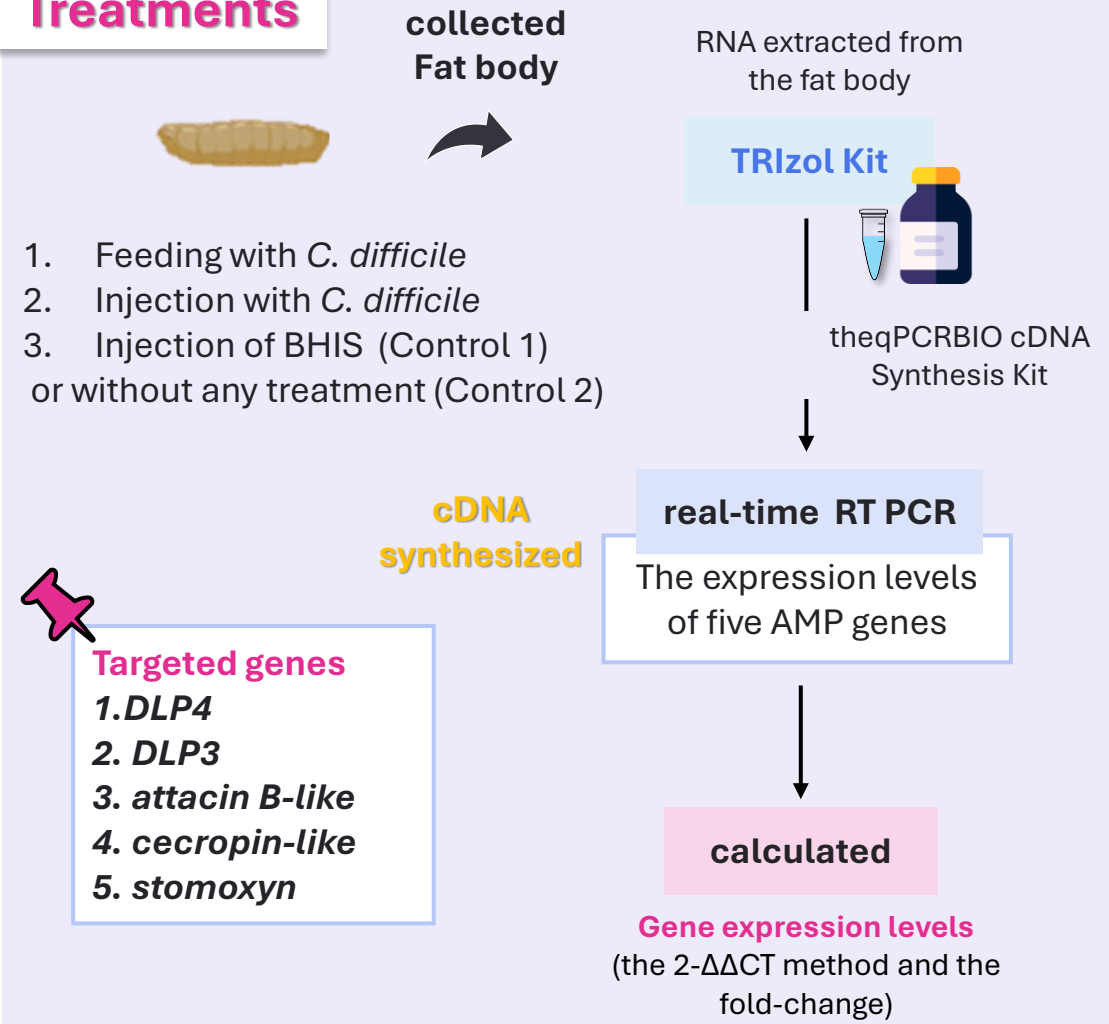 Treatments
collected
Fat body
RNA extracted from
the fat body
TRIzol Kit
1. Feeding with C. difficile
2. Injection with C. difficile
3. Injection of BHIS (Control 1)
or without any treatment (Control 2)
theqPCRBIO cDNA
Synthesis Kit
cDNA
synthesized
real-time RT PCR
The expression levels
of five AMP genes
Targeted genes
1.DLP4
2. DLP3
3. attacin B-like
4. cecropin-like
5. stomoxyn
calculated
Gene expression levels
(the 2-ΔΔCT method and the
fold-change)